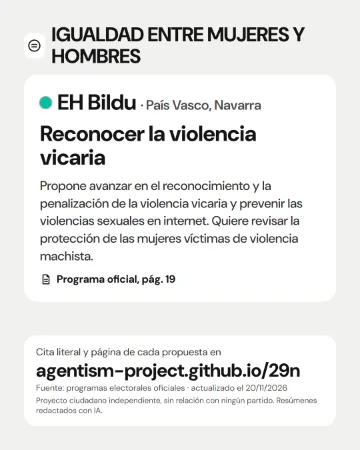 IGUALDAD ENTRE MUJERES Y
HOMBRES
EH Bildu · País Vasco, Navarra
Reconocer la violencia
vicaria
Propone avanzar en el reconocimiento y la
penalización de la violencia vicaria y prevenir las
violencias sexuales en internet. Quiere revisar la
protección de las mujeres víctimas de violencia
machista.
Programa oficial, pág. 19
Cita literal y página de cada propuesta en
agentism-project.github.io/29n
Fuente: programas electorales oficiales · actualizado el 20/11/2026
Proyecto ciudadano independiente, sin relación con ningún partido. Resúmenes
redactados con IA.